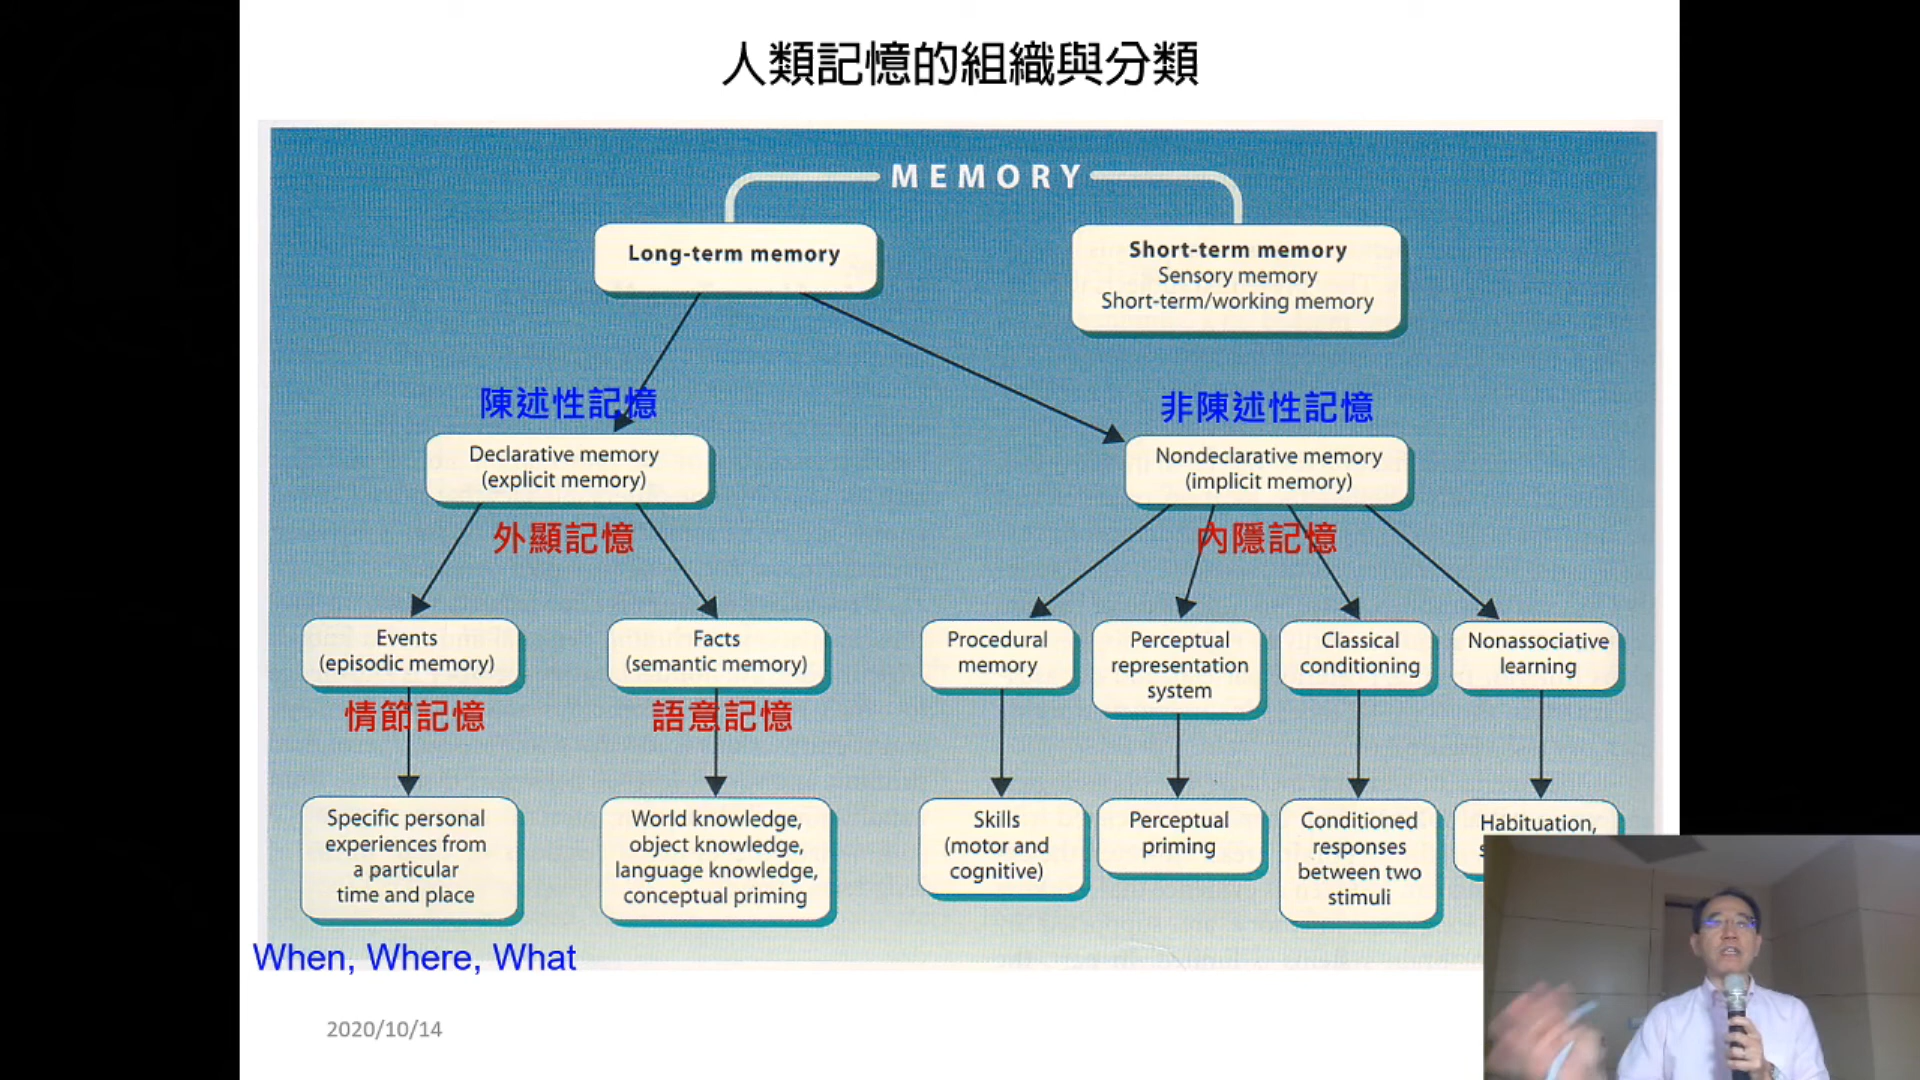 人類記憶的組織與分類
MEMORY
Long-term memory
Short-term memory
Sensory memory
Short-term/working memory
陳述性記憶
非陳述性記憶
Declarative memory
(explicit memory)
Nondeclarative memory
(implicit memory)
外顯記憶
內隱記憶
Events
(episodic memory)
Facts
(semantic memory)
Procedural
memory
Perceptual
representation
system
Classical
conditioning
Nonassociative
learning
情節記憶
語意記憶
Specific personal
experiences from
a particular
time and place
World knowledge,
object knowledge,
language knowledge,
conceptual priming
Skills
(motor and
cognitive)
Perceptual
priming
Conditioned
responses
between two
stimuli
Habituation,
When, Where, What
2020/10/14